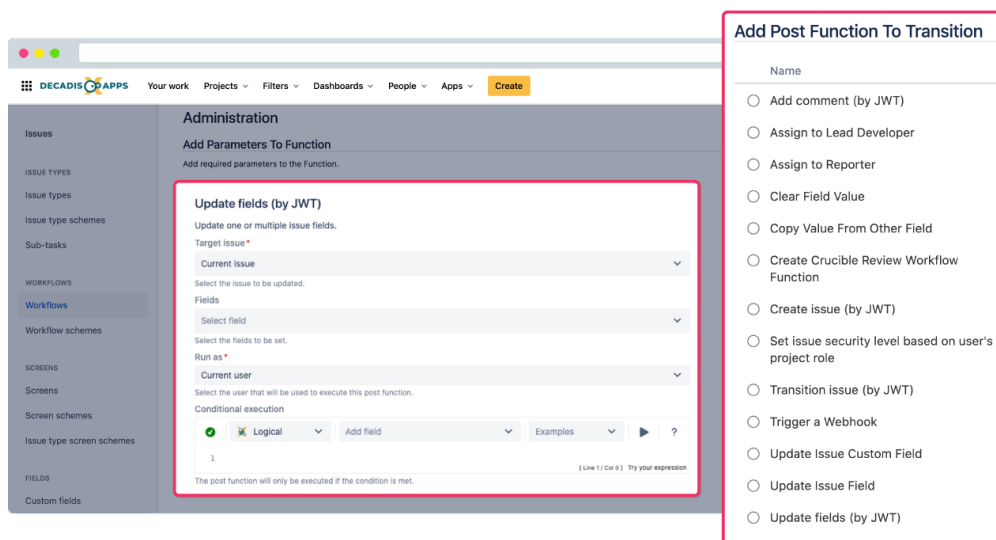 DECADIS APPS
Your work Projects Filters Dashboards People Apps Create
Issues
ISSUE TYPES
Issue types
Issue type schemes
Sub-tasks
WORKFLOWS
Workflows
Workflow schemes
SCREENS
Screens
Screen schemes
Issue type screen schemes
FIELDS
Custom fields
Administration
Add Parameters To Function
Add required parameters to the Function.
Update fields (by JWT)
Update one or multiple issue fields.
Target issue*
Current issue
Select the issue to be updated.
Fields
Select field
Select the fields to be set.
Run as*
Current user
Select the user that will be used to execute this post function.
Conditional execution
Logical Add field Examples ?
1
[ Line 1 / Col 0 ] Try your expression
The post function will only be executed if the condition is met.
Add Post Function To Transition
Name
Add comment (by JWT)
Assign to Lead Developer
Assign to Reporter
Clear Field Value
Copy Value From Other Field
Create Crucible Review Workflow
Function
Create issue (by JWT)
Set issue security level based on user's
project role
Transition issue (by JWT)
Trigger a Webhook
Update Issue Custom Field
Update Issue Field
Update fields (by JWT)